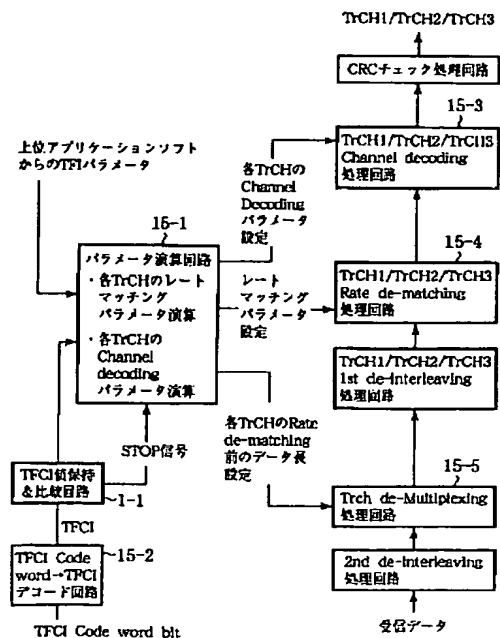 TrCH1/TrCH2/TrCH3
CRCチェック処理回路
15-3
TrCH1/TrCH2/TrCH3
Channel decoding
処理回路
上位アプリケーションソフト
からのTFIパラメータ
各TrCHの
Channel
Decoding
パラメータ
設定
15-1
パラメータ演算回路
・各TrCHのレート
マッチング
パラメータ演算
・各TrCHの
Channel
decoding
パラメータ演算
レート
マッチング
パラメータ
設定
15-4
TrCH1/TrCH2/TrCH3
Rate de-matching
処理回路
TrCH1/TrCH2/TrCH3
1st de-interleaving
処理回路
STOP信号
各TrCHのRate
de-matching
前のデータ長
設定
TFCI値保持
&比較回路
1-1
TFCI
15-5
Trch de-Multiplexing
処理回路
15-2
TFCI Code
word→TFCI
デコード回路
2nd de-interleaving
処理回路
TFCI Code word bit
受信データ